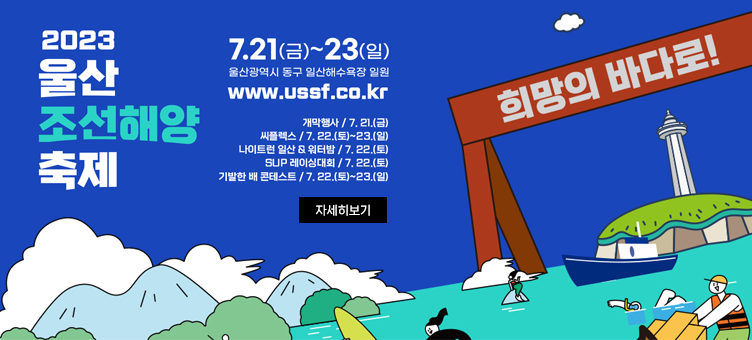 2023
울산
조선해양
축제
7.21(금)~23(일)
울산광역시 동구 일산해수욕장 일원
www.ussf.co.kr
개막행사 / 7. 21.(금)
씨플렉스 / 7. 22.(토)~23.(일)
나이트런 일산 & 워터밤 / 7. 22.(토)
SUP 레이싱대회 / 7. 22.(토)
기발한 배 콘테스트 / 7. 22.(토)~23.(일)
자세히보기
희망의 바다로!